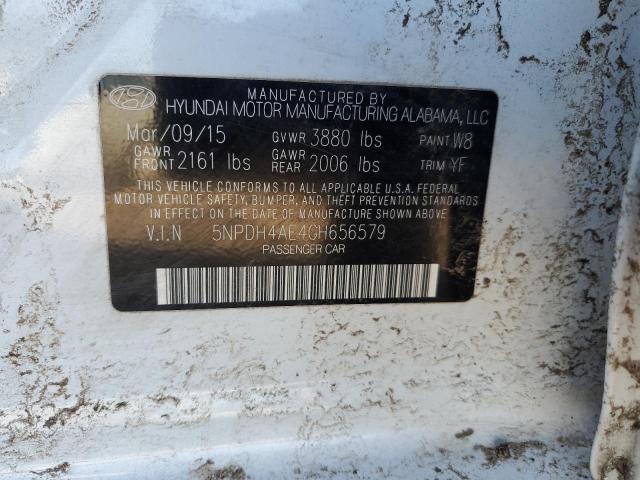 MANUFACTURED BY
HYUNDAI MOTOR MANUFACTURING ALABAMA, LLC
Mar/09/15 GVWR 3880 lbs PAINT W8
GAWR FRONT 2161 lbs GAWR REAR 2006 lbs TRIM YF
THIS VEHICLE CONFORMS TO ALL APPLICABLE U.S.A. FEDERAL
MOTOR VEHICLE SAFETY, BUMPER, AND THEFT PREVENTION
STANDARDS IN EFFECT ON THE DATE OF MANUFACTURE SHOWN ABOVE.
V.I.N 5NPDH4AE4GH656579
PASSENGER CAR